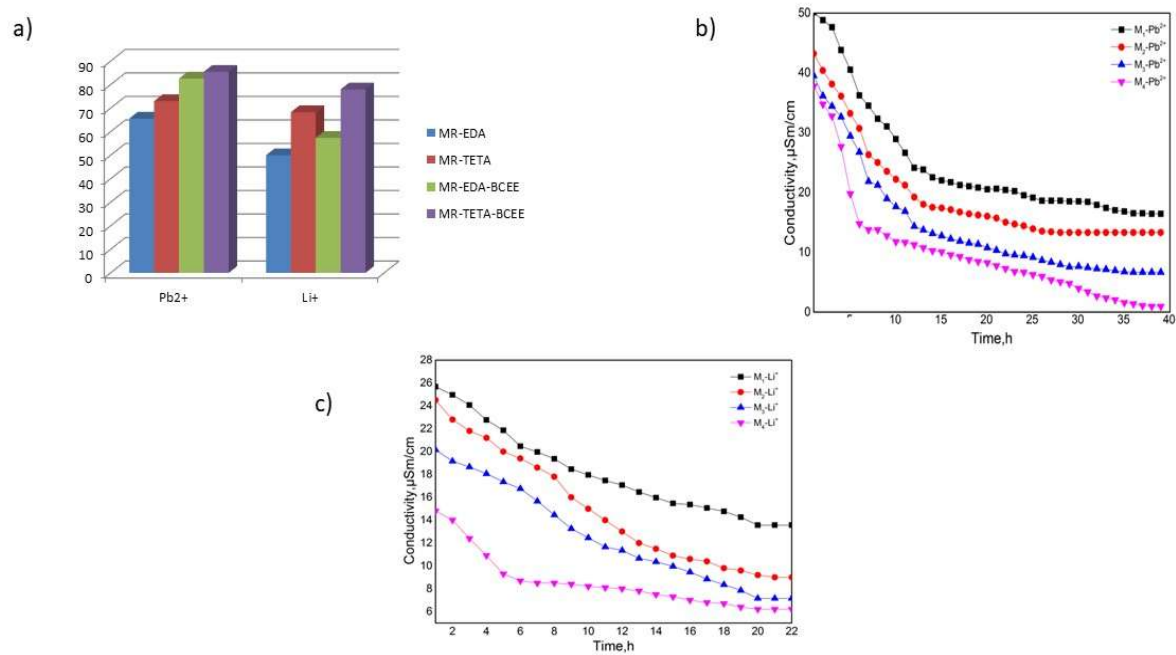 a)
90
80
70
60
50
40
30
20
10
0
Pb2+
Li+
MR-EDA
MR-TETA
MR-EDA-BCEE
MR-TETA-BCEE
b)
Conductivity,µSm/cm
50
40
30
20
10
0
5
10
15
20
25
30
35
40
Time,h
M₁-Pb²⁺
M₂-Pb²⁺
M₃-Pb²⁺
M₄-Pb²⁺
c)
Conductivity,µSm/cm
28
26
24
22
20
18
16
14
12
10
8
6
2
4
6
8
10
12
14
16
18
20
22
Time,h
M₁-Li⁺
M₂-Li⁺
M₃-Li⁺
M₄-Li⁺